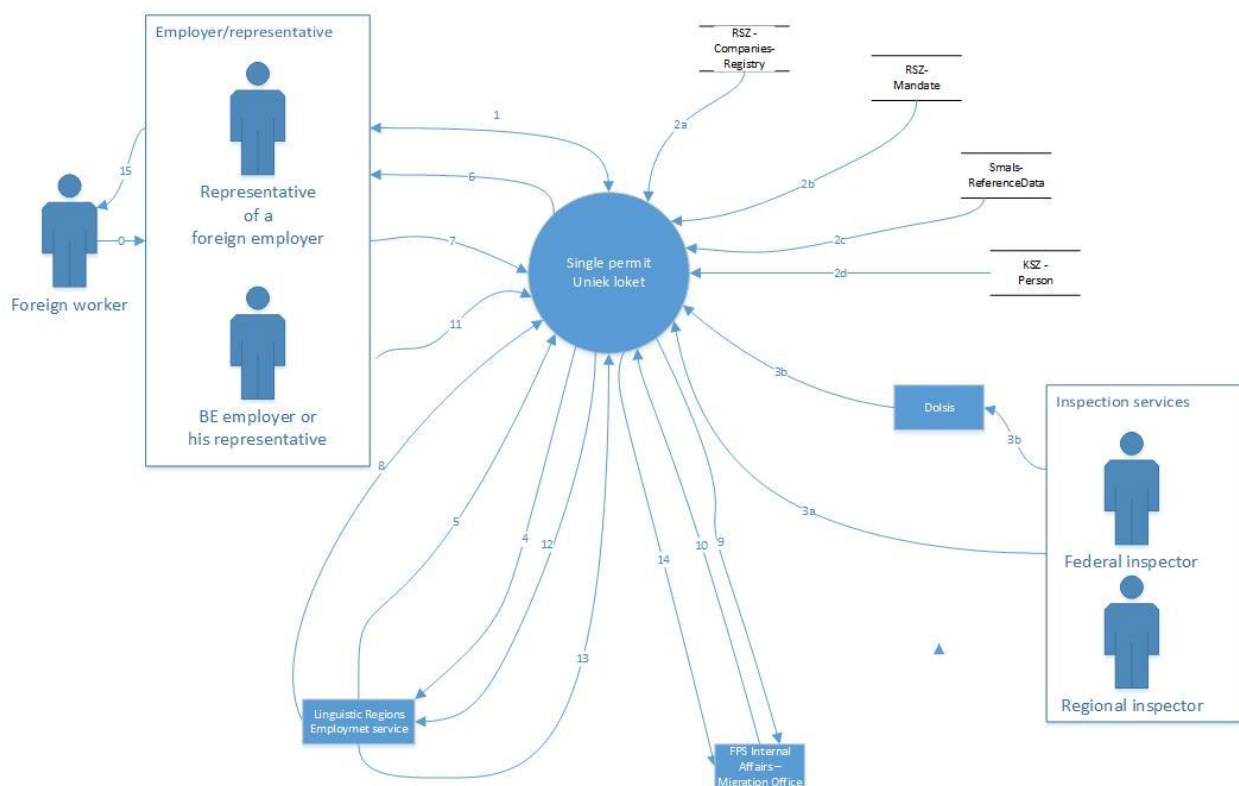 Employer/representative
Representative
of a
foreign employer
BE employer or
his representative
Foreign worker
15
0
1
6
7
11
RSZ -
Companies-
Registry
RSZ-
Mandate
Smals-
ReferenceData
KSZ -
Person
2a
2b
2c
2d
Single permit
Uniek loket
3b
Dolsis
3b
3a
Inspection services
Federal inspector
Regional inspector
8
5
4
12
14
10
9
13
Linguistic Regions
Employmet service
FPS Internal
Affairs–
Migration Office